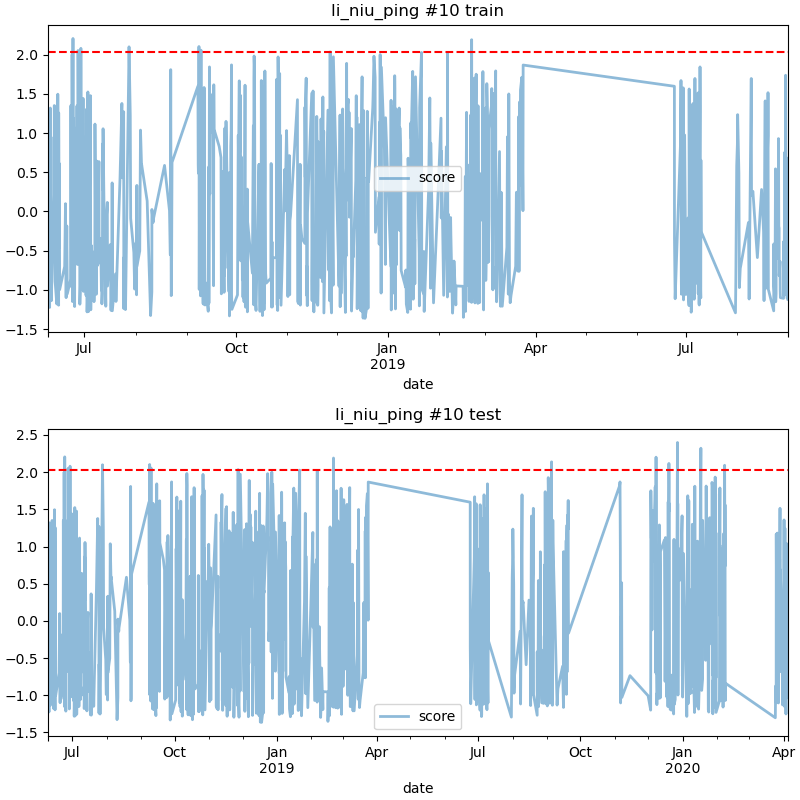 li_niu_ping #10 train
2.0
1.5
1.0
0.5
0.0
−0.5
−1.0
−1.5
score
Jul Oct Jan Apr Jul
2019
date
li_niu_ping #10 test
2.5
2.0
1.5
1.0
0.5
0.0
−0.5
−1.0
−1.5
score
Jul Oct Jan Apr Jul Oct Jan Apr
2019 2020
date